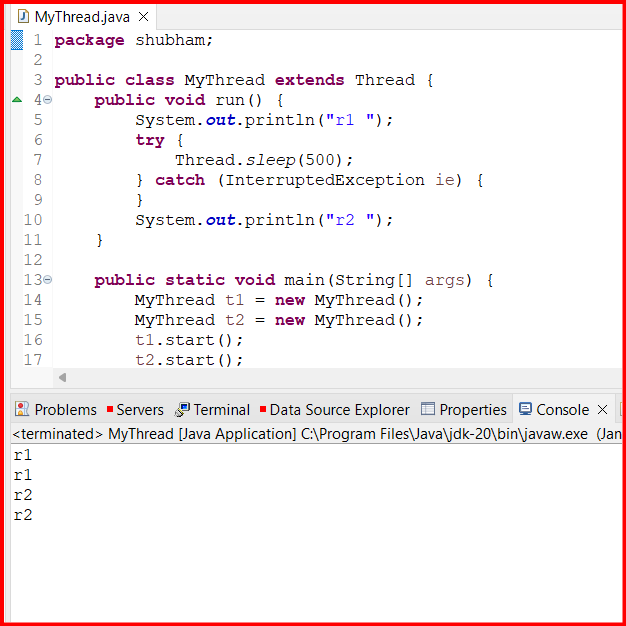 MyThread.java
1 package shubham;
2
3 public class MyThread extends Thread {
4 public void run() {
5 System.out.println("r1 ");
6 try {
7 Thread.sleep(500);
8 } catch (InterruptedException ie) {
9 }
10 System.out.println("r2 ");
11 }
12
13 public static void main(String[] args) {
14 MyThread t1 = new MyThread();
15 MyThread t2 = new MyThread();
16 t1.start();
17 t2.start();
Problems Servers Terminal Data Source Explorer Properties Console
<terminated> MyThread [Java Application] C:\Program Files\Java\jdk-20\bin\javaw.exe (Jan
r1
r1
r2
r2